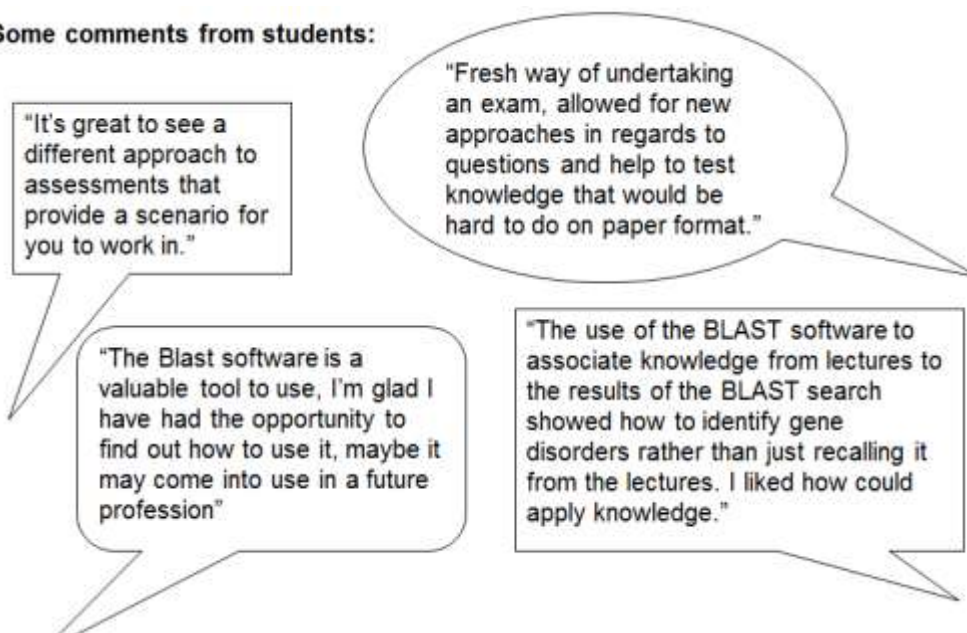 Some comments from students:
"It's great to see a
different approach to
assessments that
provide a scenario for
you to work in."
"Fresh way of undertaking
an exam, allowed for new
approaches in regards to
questions and help to test
knowledge that would be
hard to do on paper format."
"The Blast software is a
valuable tool to use, I'm glad I
have had the opportunity to
find out how to use it, maybe it
may come into use in a future
profession"
"The use of the BLAST software to
associate knowledge from lectures to
the results of the BLAST search
showed how to identify gene
disorders rather than just recalling it
from the lectures. I liked how could
apply knowledge."